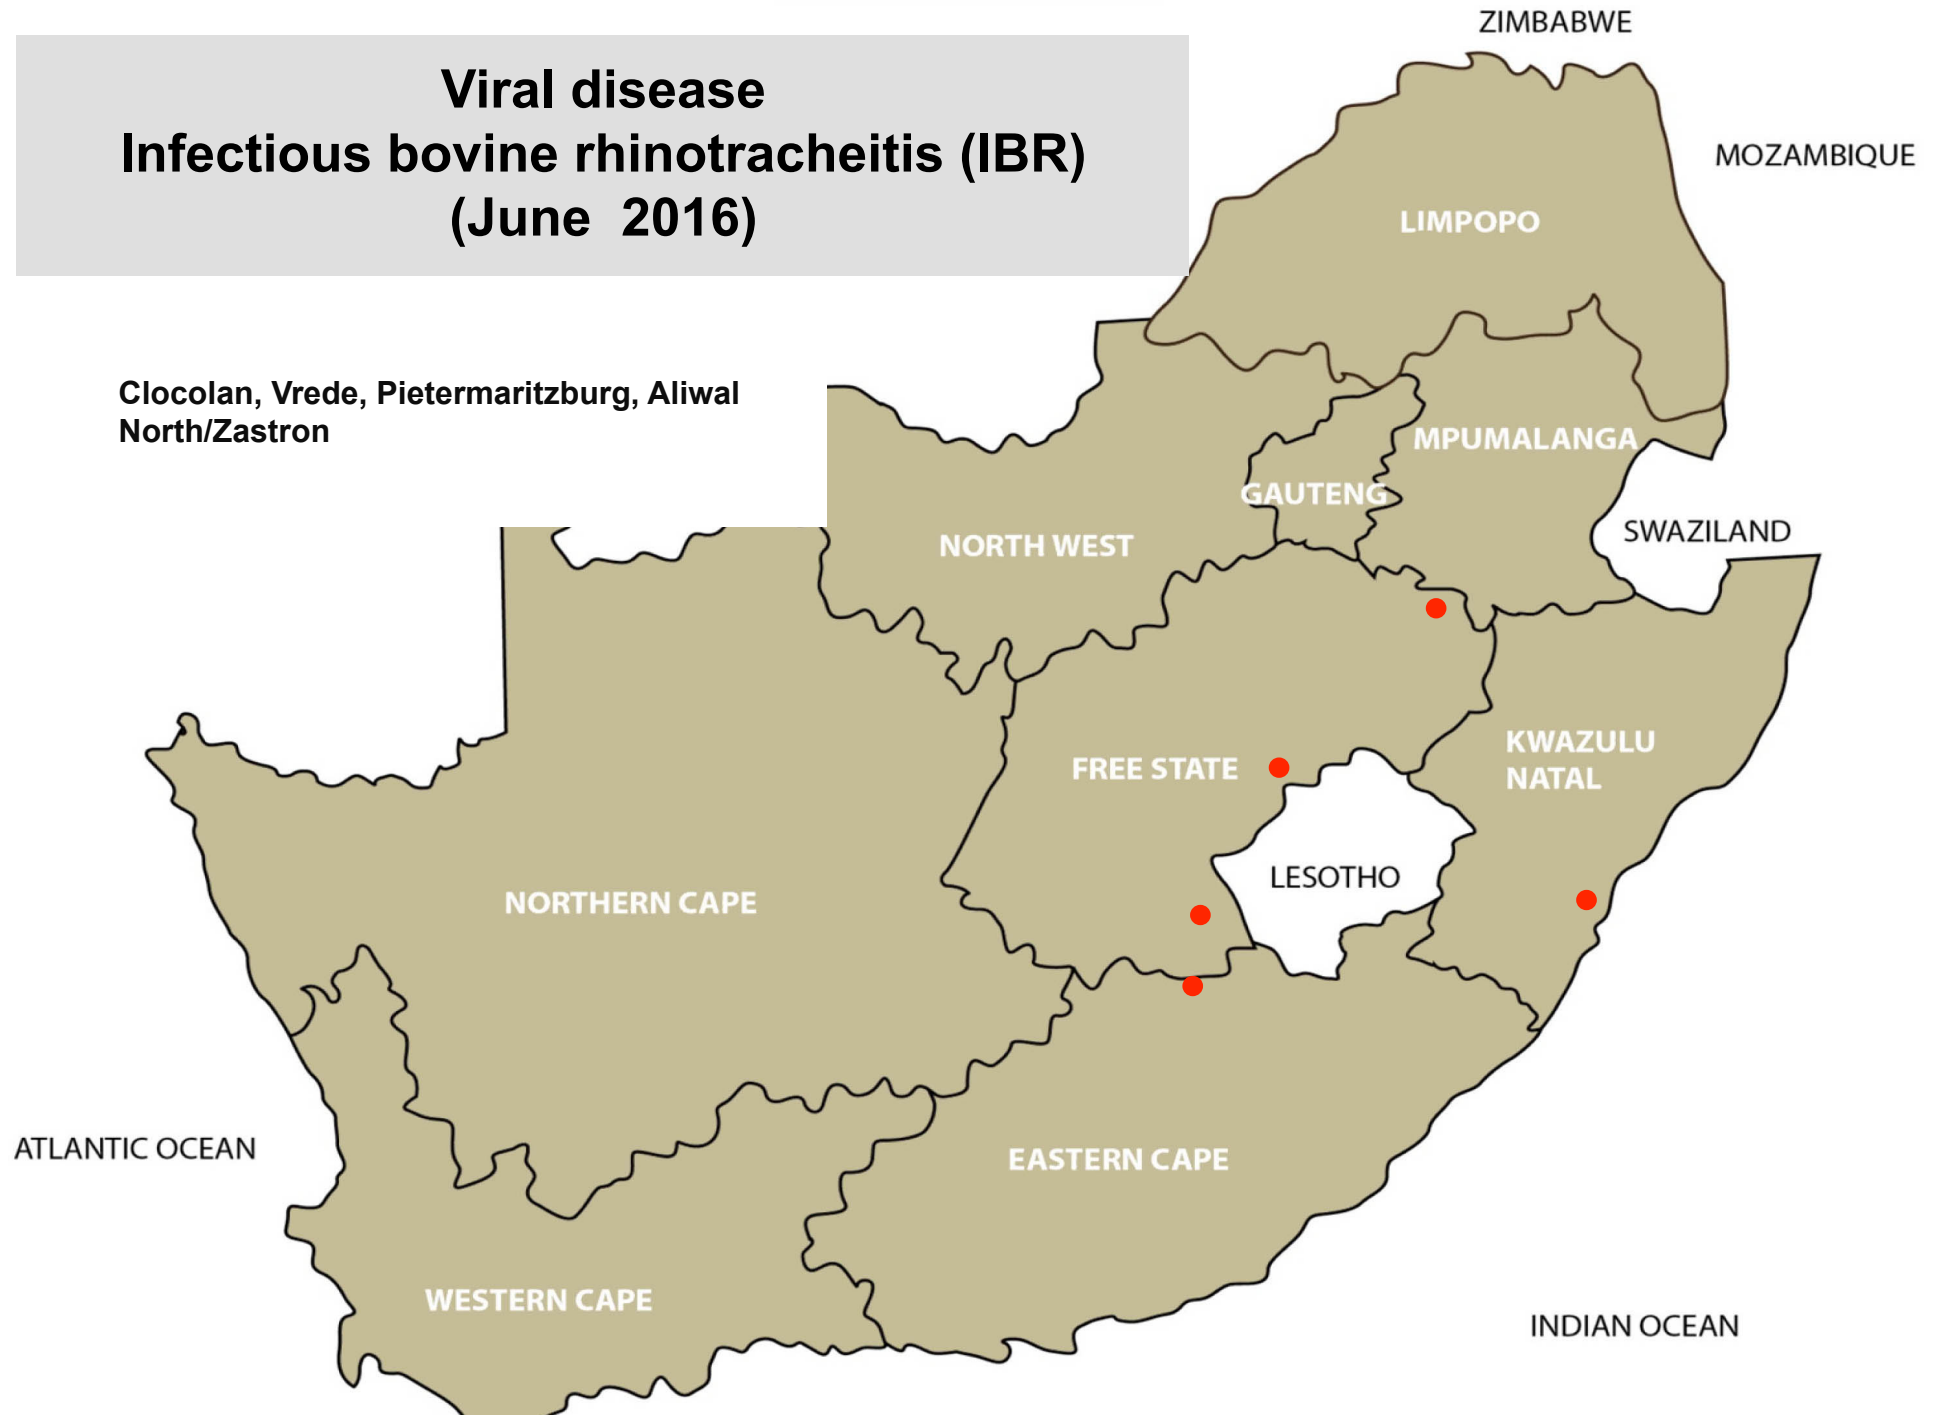 Viral disease
Infectious bovine rhinotracheitis (IBR)
(June  2016)
Clocolan, Vrede, Pietermaritzburg, Aliwal
North/Zastron
ZIMBABWE
MOZAMBIQUE
LIMPOPO
MPUMALANGA
GAUTENG
SWAZILAND
NORTH WEST
KWAZULU
NATAL
FREE STATE
LESOTHO
NORTHERN CAPE
ATLANTIC OCEAN
EASTERN CAPE
WESTERN CAPE
INDIAN OCEAN